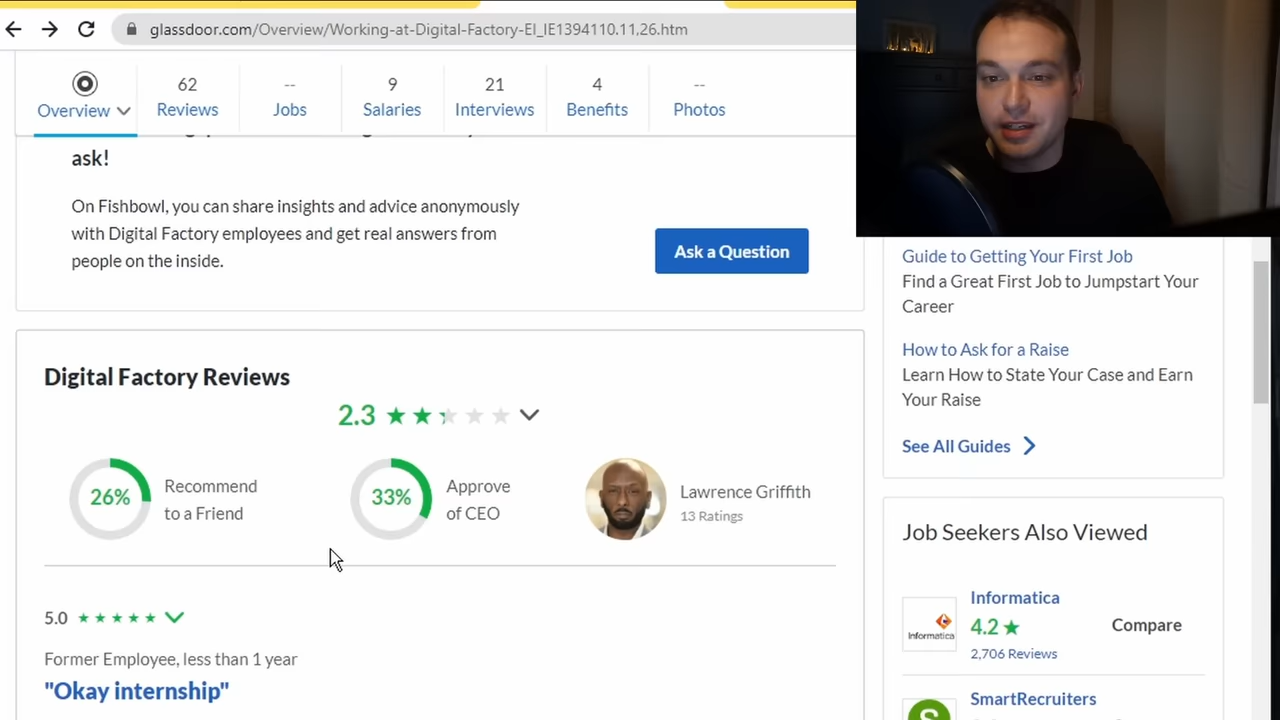 glassdoor.com/Overview/Working-at-Digital-Factory-EI_IE1394110.11,26.htm
Overview
62
Reviews
--
Jobs
9
Salaries
21
Interviews
4
Benefits
--
Photos
ask!
On Fishbowl, you can share insights and advice anonymously
with Digital Factory employees and get real answers from
people on the inside.
Ask a Question
Digital Factory Reviews
2.3
26%
Recommend
to a Friend
33%
Approve
of CEO
Lawrence Griffith
13 Ratings
5.0
Former Employee, less than 1 year
"Okay internship"
Guide to Getting Your First Job
Find a Great First Job to Jumpstart Your
Career
How to Ask for a Raise
Learn How to State Your Case and Earn
Your Raise
See All Guides
Job Seekers Also Viewed
Informatica
Informatica
4.2
2,706 Reviews
Compare
SmartRecruiters
S